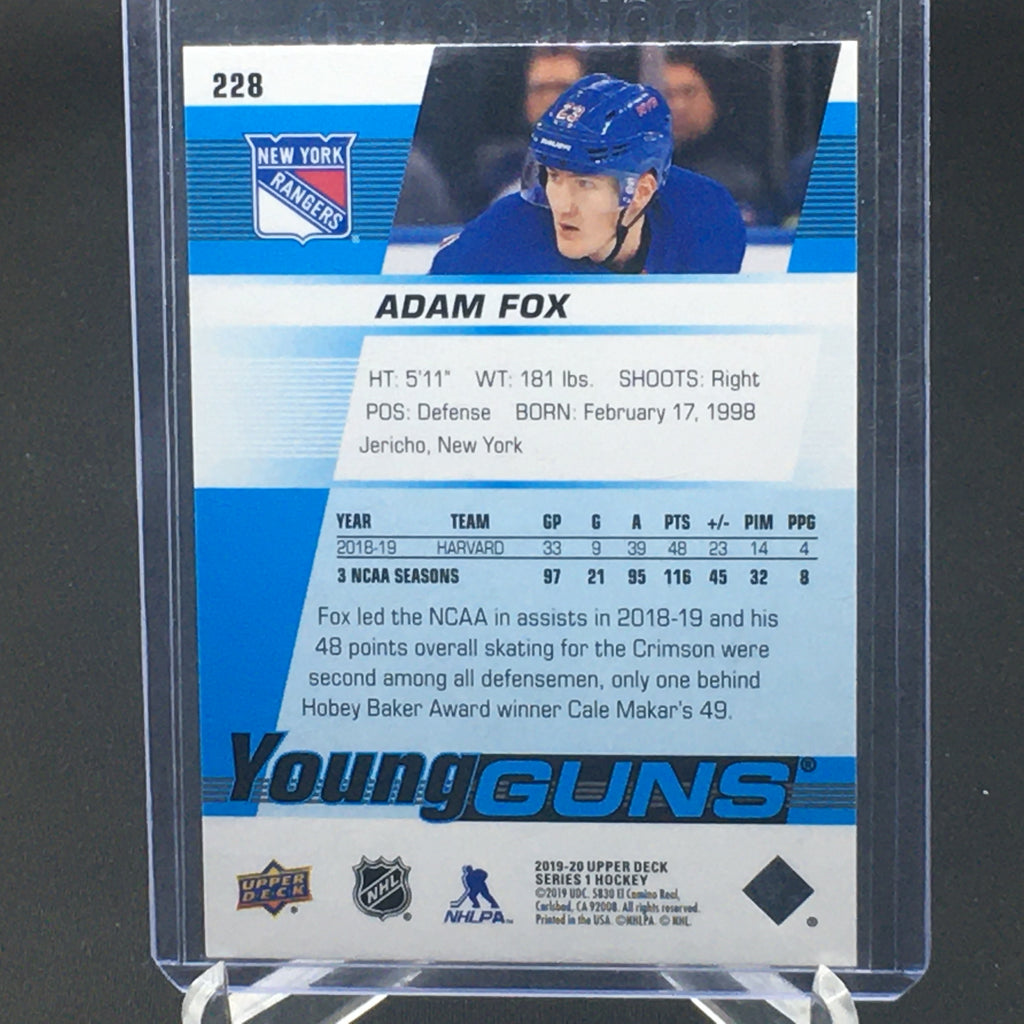 228
NEW YORK
RANGERS
23
NYR
BAUER
ADAM FOX
HT: 5'11" WT: 181 lbs. SHOOTS: Right
POS: Defense BORN: February 17, 1998
Jericho, New York
YEAR TEAM GP G A PTS +/- PIM PPG
2018-19 HARVARD 33 9 39 48 23 14 4
3 NCAA SEASONS 97 21 95 116 45 32 8
Fox led the NCAA in assists in 2018-19 and his
48 points overall skating for the Crimson were
second among all defensemen, only one behind
Hobey Baker Award winner Cale Makar's 49.
Young GUNS®
UPPER DECK
NHL
NHLPA
2019-20 UPPER DECK
SERIES 1 HOCKEY
©2019 UDC. 5830 El Camino Real,
Carlsbad, CA 92008. All rights reserved.
Printed in the USA. ©NHLPA. © NHL.